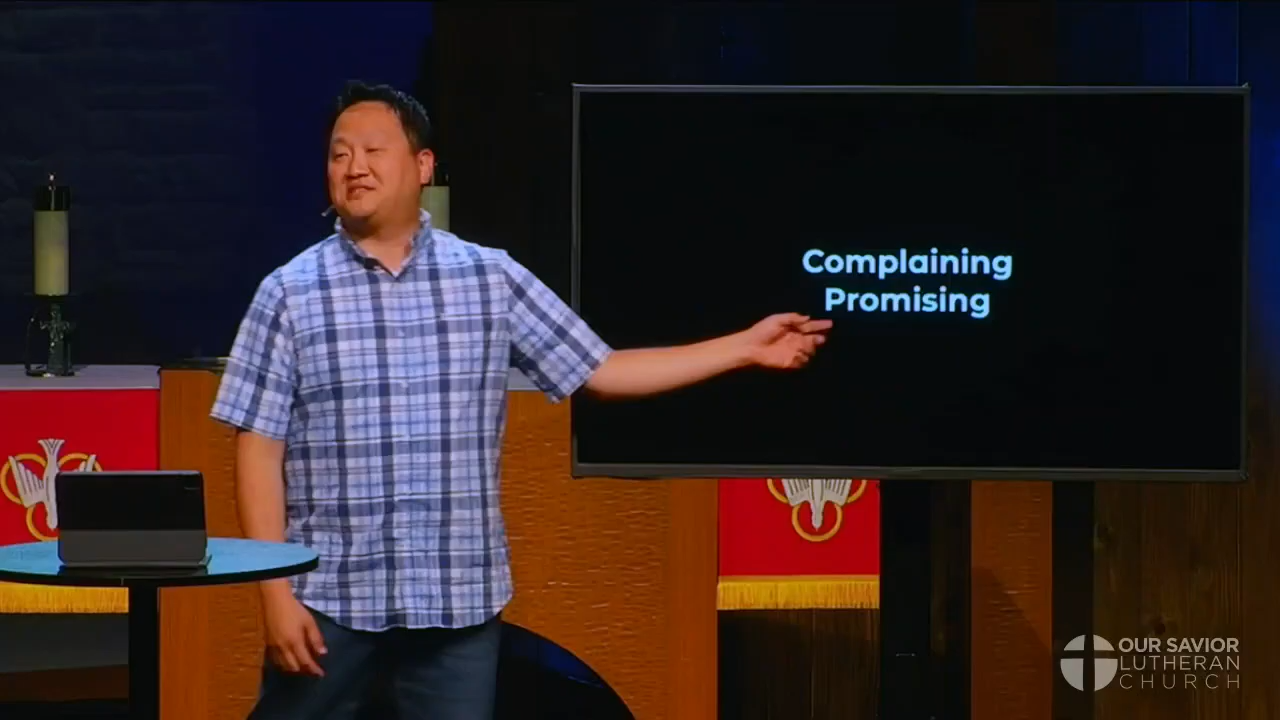 Complaining
Promising
OUR SAVIOR
LUTHERAN
CHURCH